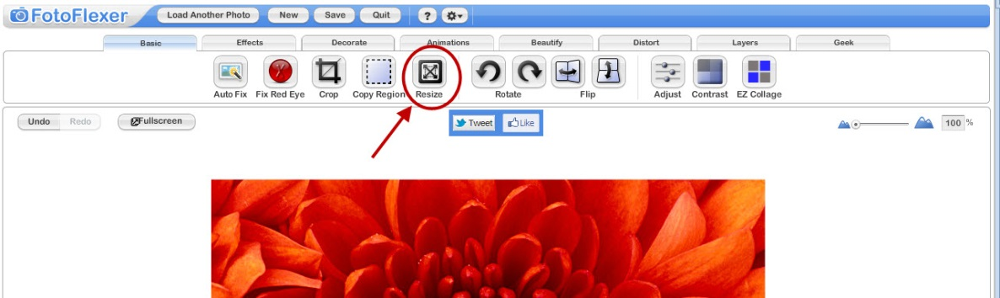 FotoFlexer Load Another Photo New Save Quit ?
Basic Effects Decorate Animations Beautify Distort Layers Geek
Auto Fix Fix Red Eye Crop Copy Region Resize Rotate Flip Adjust Contrast EZ Collage
Undo Redo Fullscreen Tweet Like 100 %